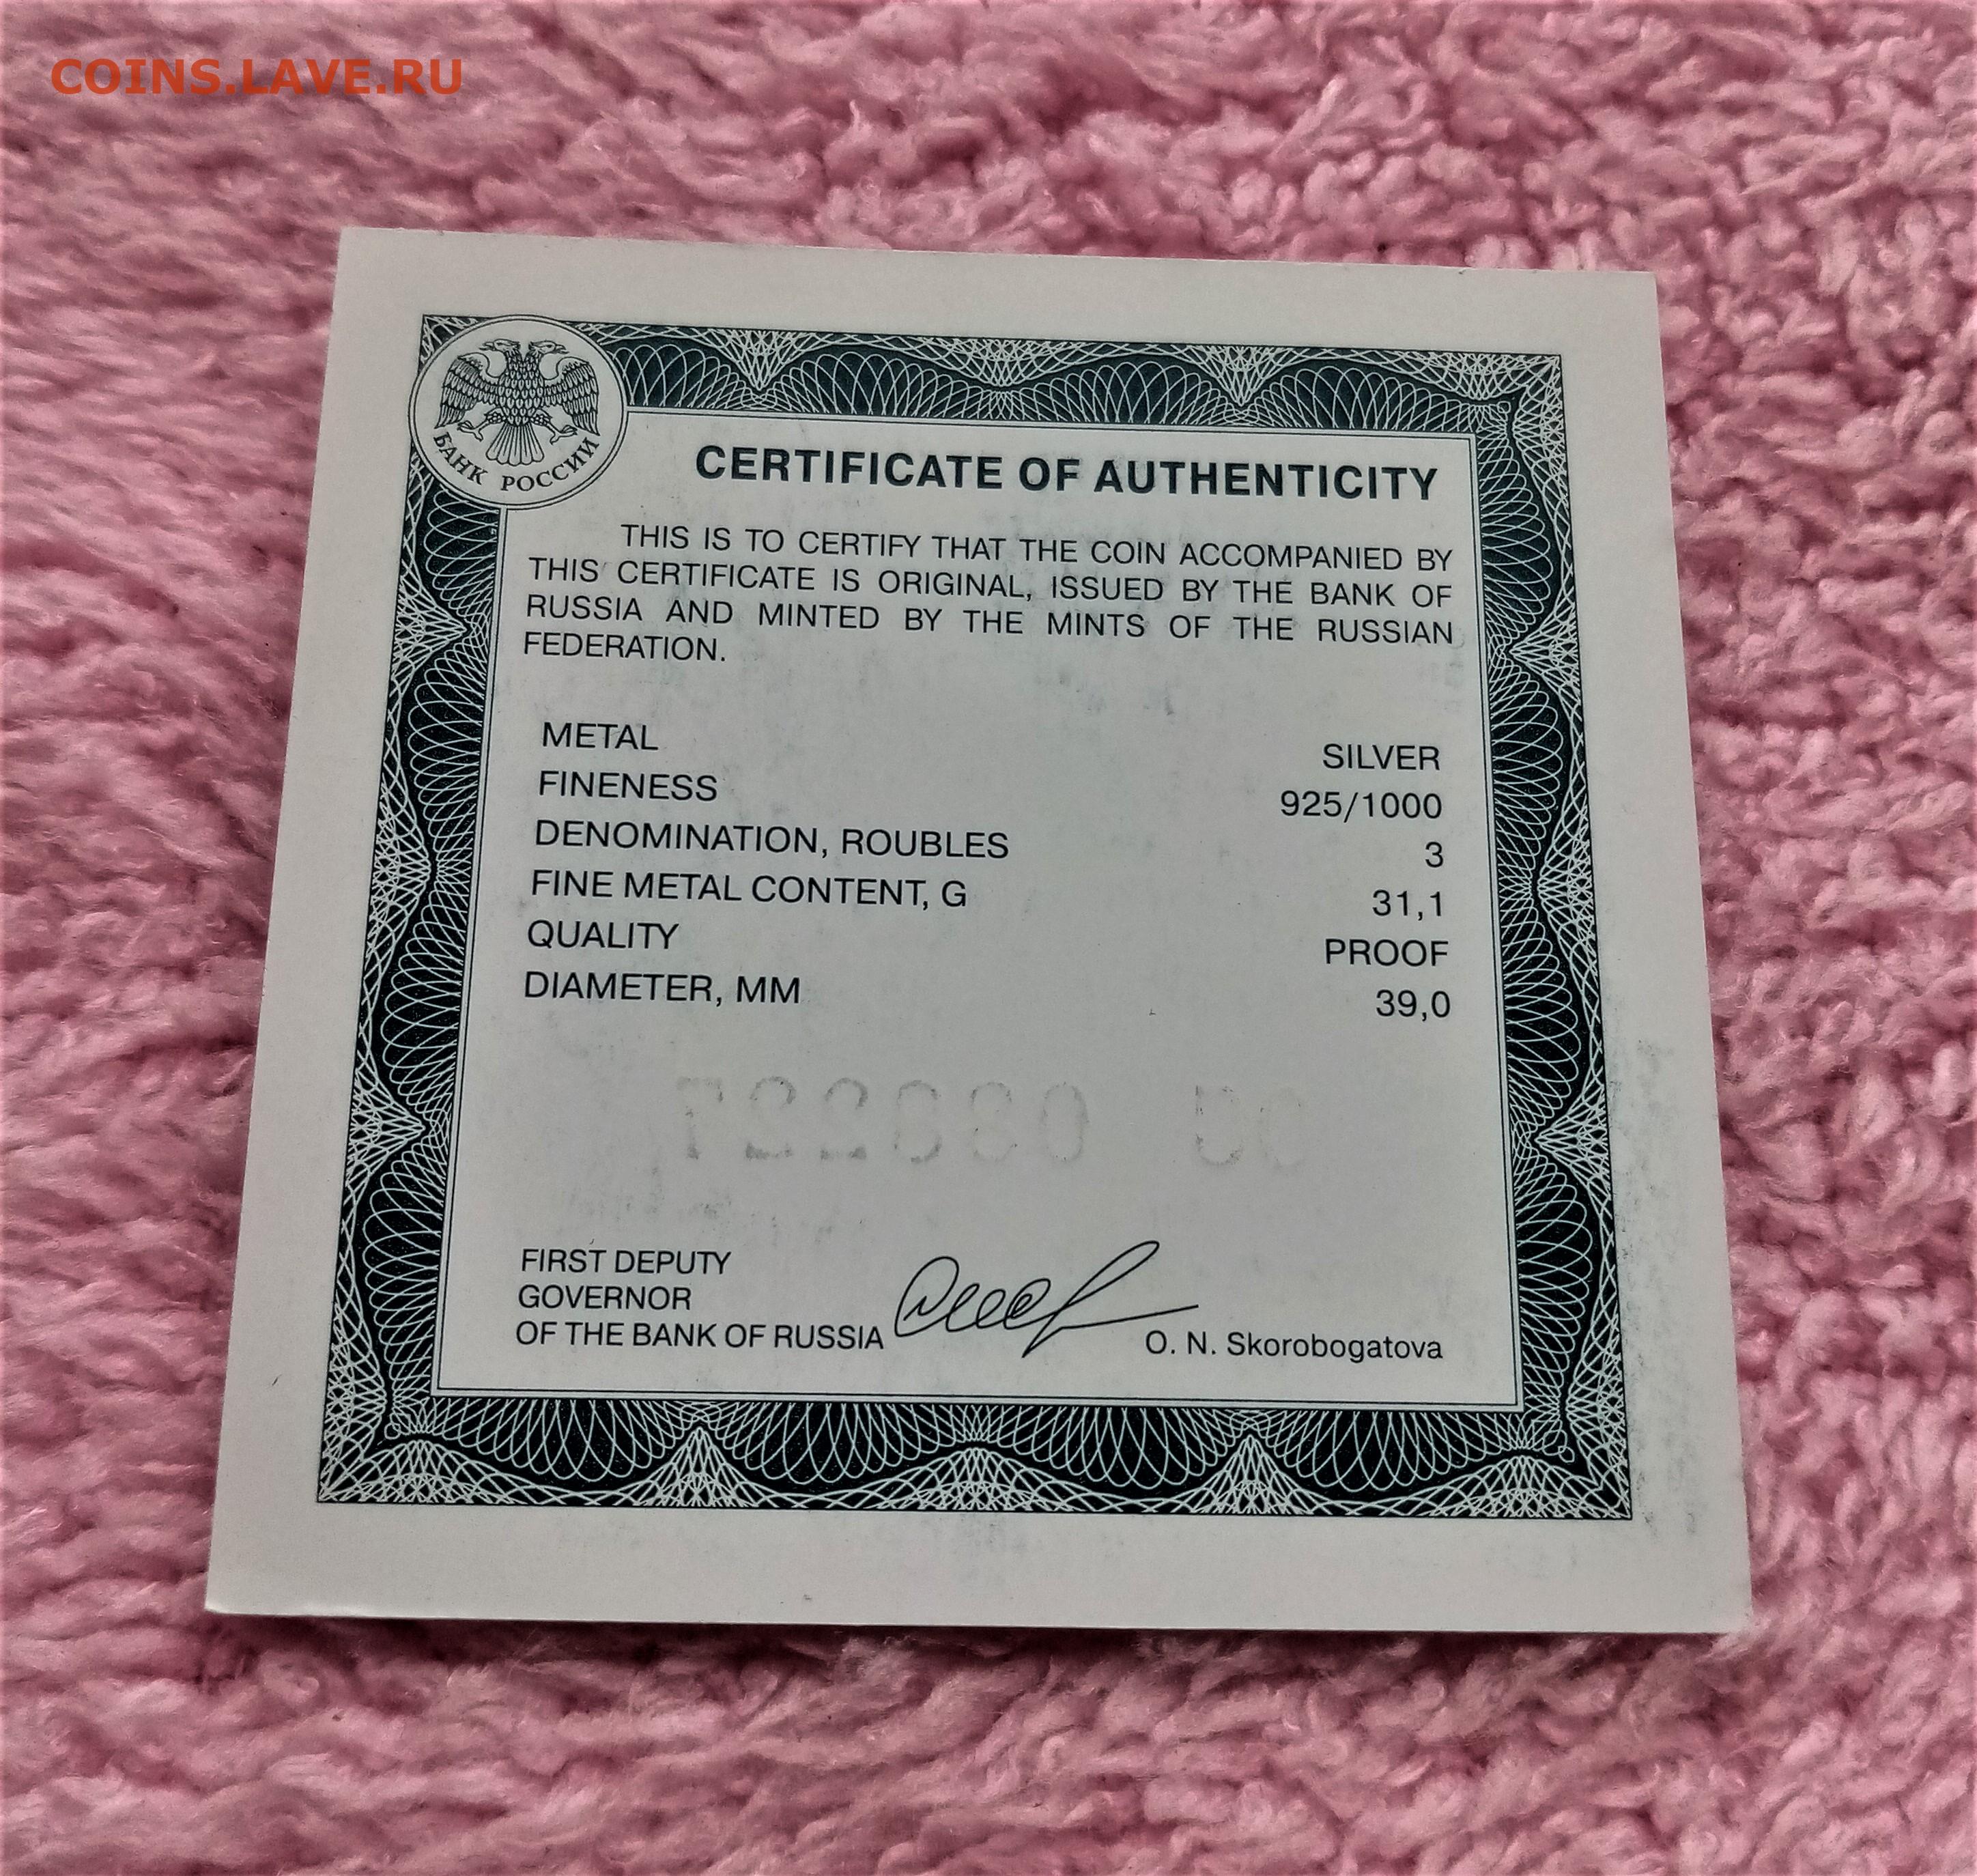 COINS.LAVE.RU
БАНК РОССИИ
CERTIFICATE OF AUTHENTICITY
THIS IS TO CERTIFY THAT THE COIN ACCOMPANIED BY
THIS CERTIFICATE IS ORIGINAL, ISSUED BY THE BANK OF
RUSSIA AND MINTED BY THE MINTS OF THE RUSSIAN
FEDERATION.
METAL SILVER
FINENESS 925/1000
DENOMINATION, ROUBLES 3
FINE METAL CONTENT, G 31,1
QUALITY PROOF
DIAMETER, MM 39,0
FIRST DEPUTY
GOVERNOR
OF THE BANK OF RUSSIA O. N. Skorobogatova